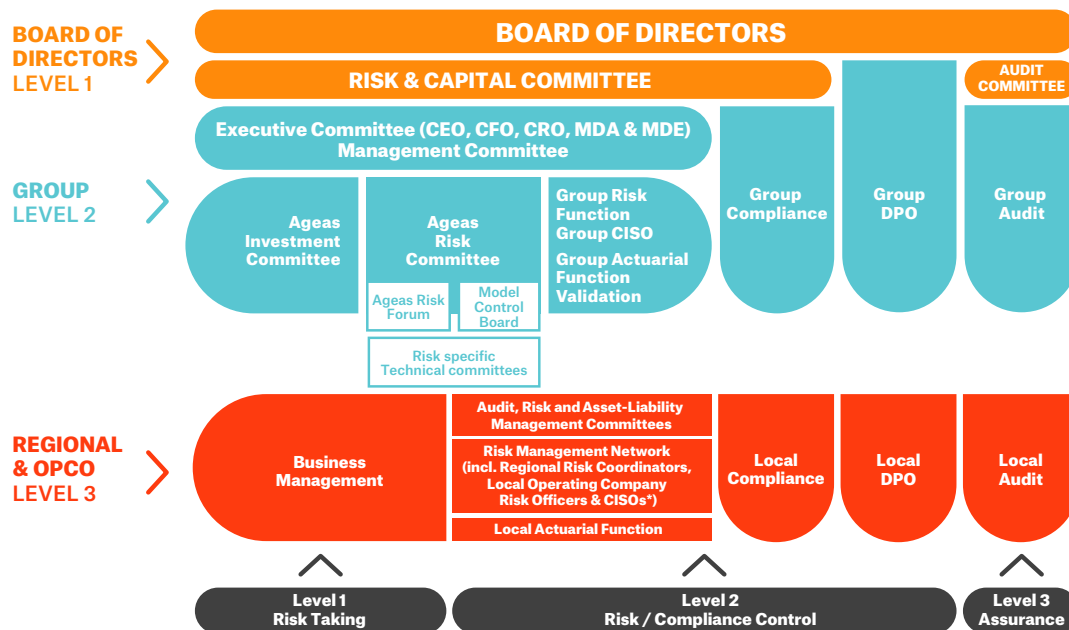 BOARD OF
DIRECTORS
LEVEL 1
BOARD OF DIRECTORS
RISK & CAPITAL COMMITTEE
AUDIT
COMMITTEE
GROUP
LEVEL 2
Executive Committee (CEO, CFO, CRO, MDA & MDE)
Management Committee
Ageas
Investment
Committee
Ageas
Risk
Committee
Ageas Risk
Forum
Model
Control
Board
Risk specific
Technical committees
Group Risk
Function
Group CISO
Group Actuarial
Function
Validation
Group
Compliance
Group
DPO
Group
Audit
REGIONAL
& OPCO
LEVEL 3
Business
Management
Audit, Risk and Asset-Liability
Management Committees
Risk Management Network
(incl. Regional Risk Coordinators,
Local Operating Company
Risk Officers & CISOs*)
Local Actuarial Function
Local
Compliance
Local
DPO
Local
Audit
Level 1
Risk Taking
Level 2
Risk / Compliance Control
Level 3
Assurance